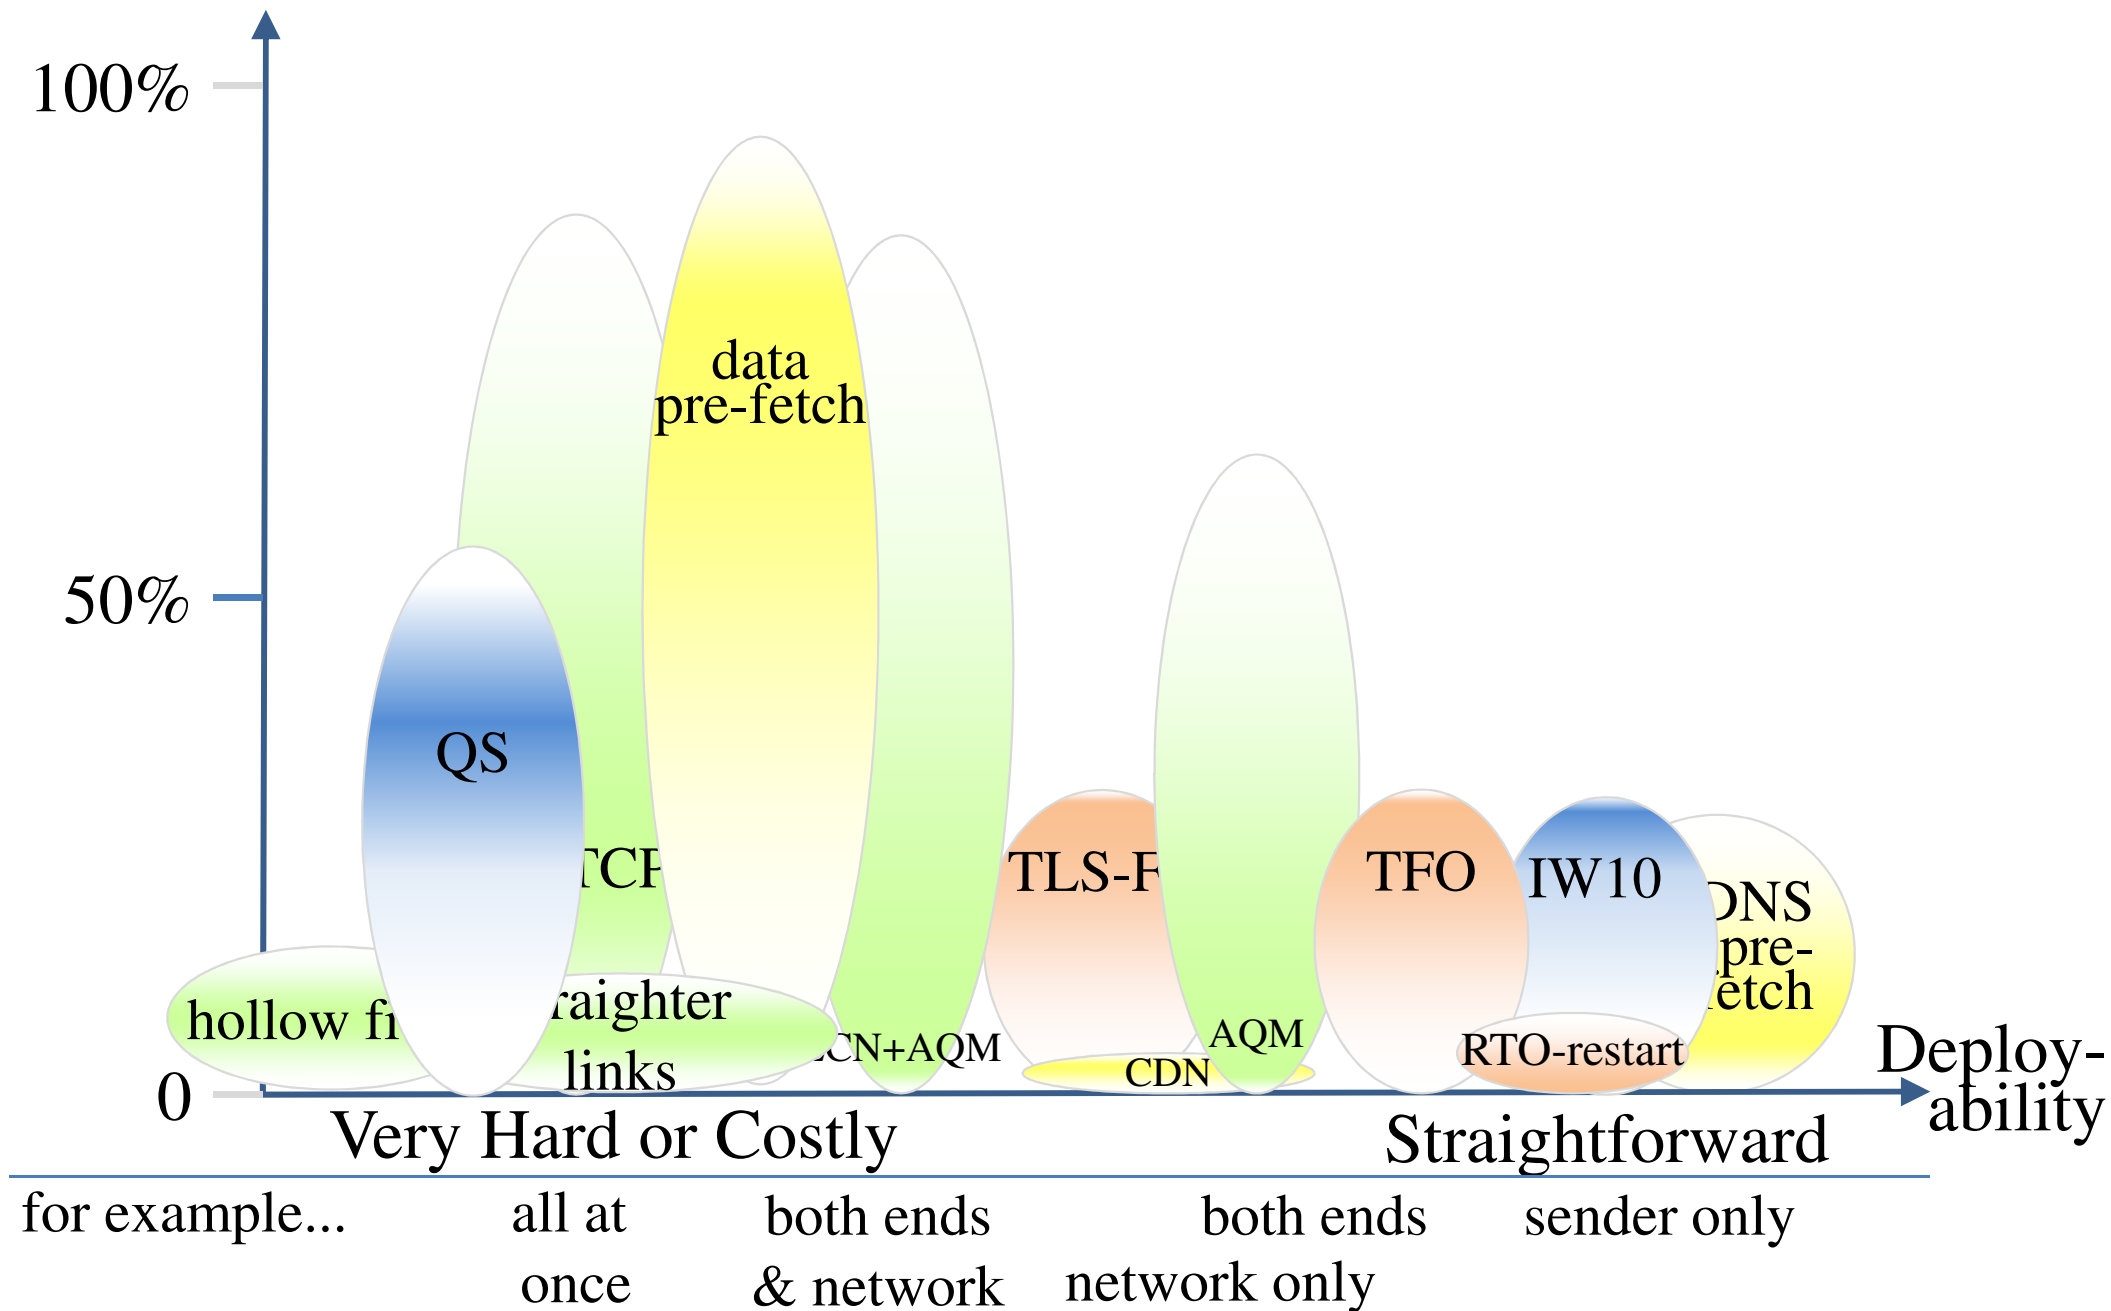 100%
50%
0
data
pre-fetch
QS
TCP
TLS-F
TFO
IW10
DNS
pre-
etch
hollow fi
raighter
links
CN+AQM
CDN
AQM
RTO-restart
Deploy-
ability
Very Hard or Costly
Straightforward
for example...
all at
once
both ends
& network
network only
both ends
sender only